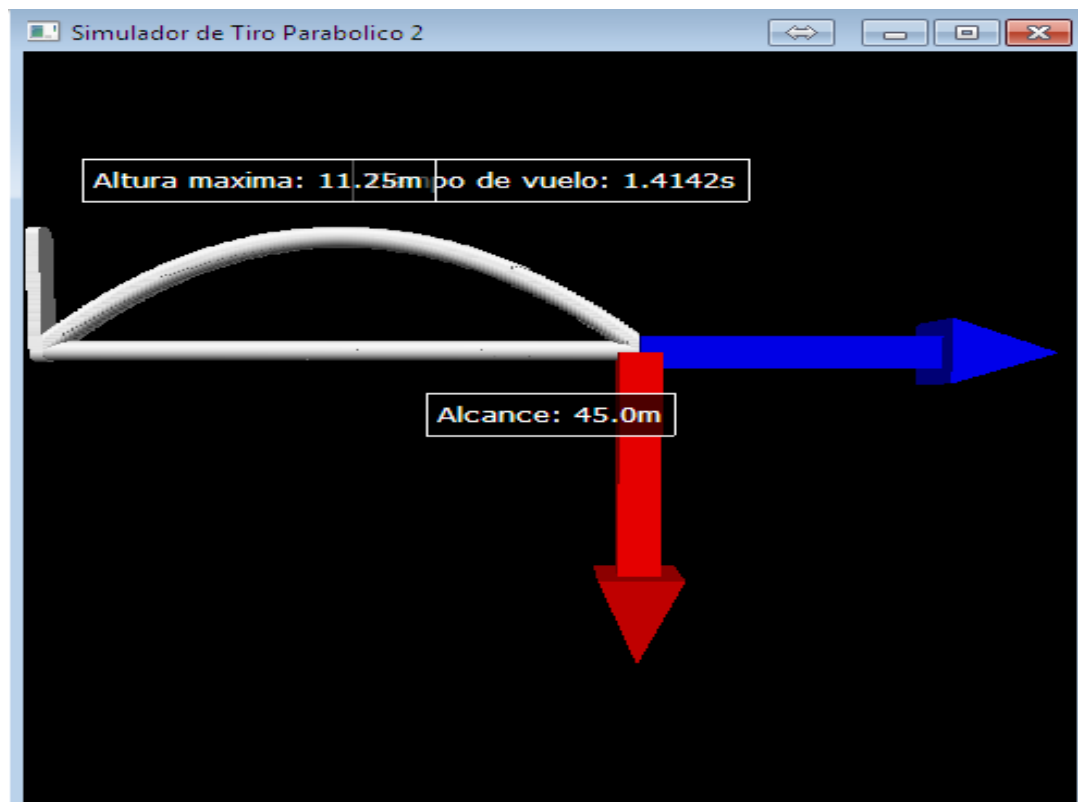 Simulador de Tiro Parabolico 2
Altura maxima: 11.25m po de vuelo: 1.4142s
Alcance: 45.0m